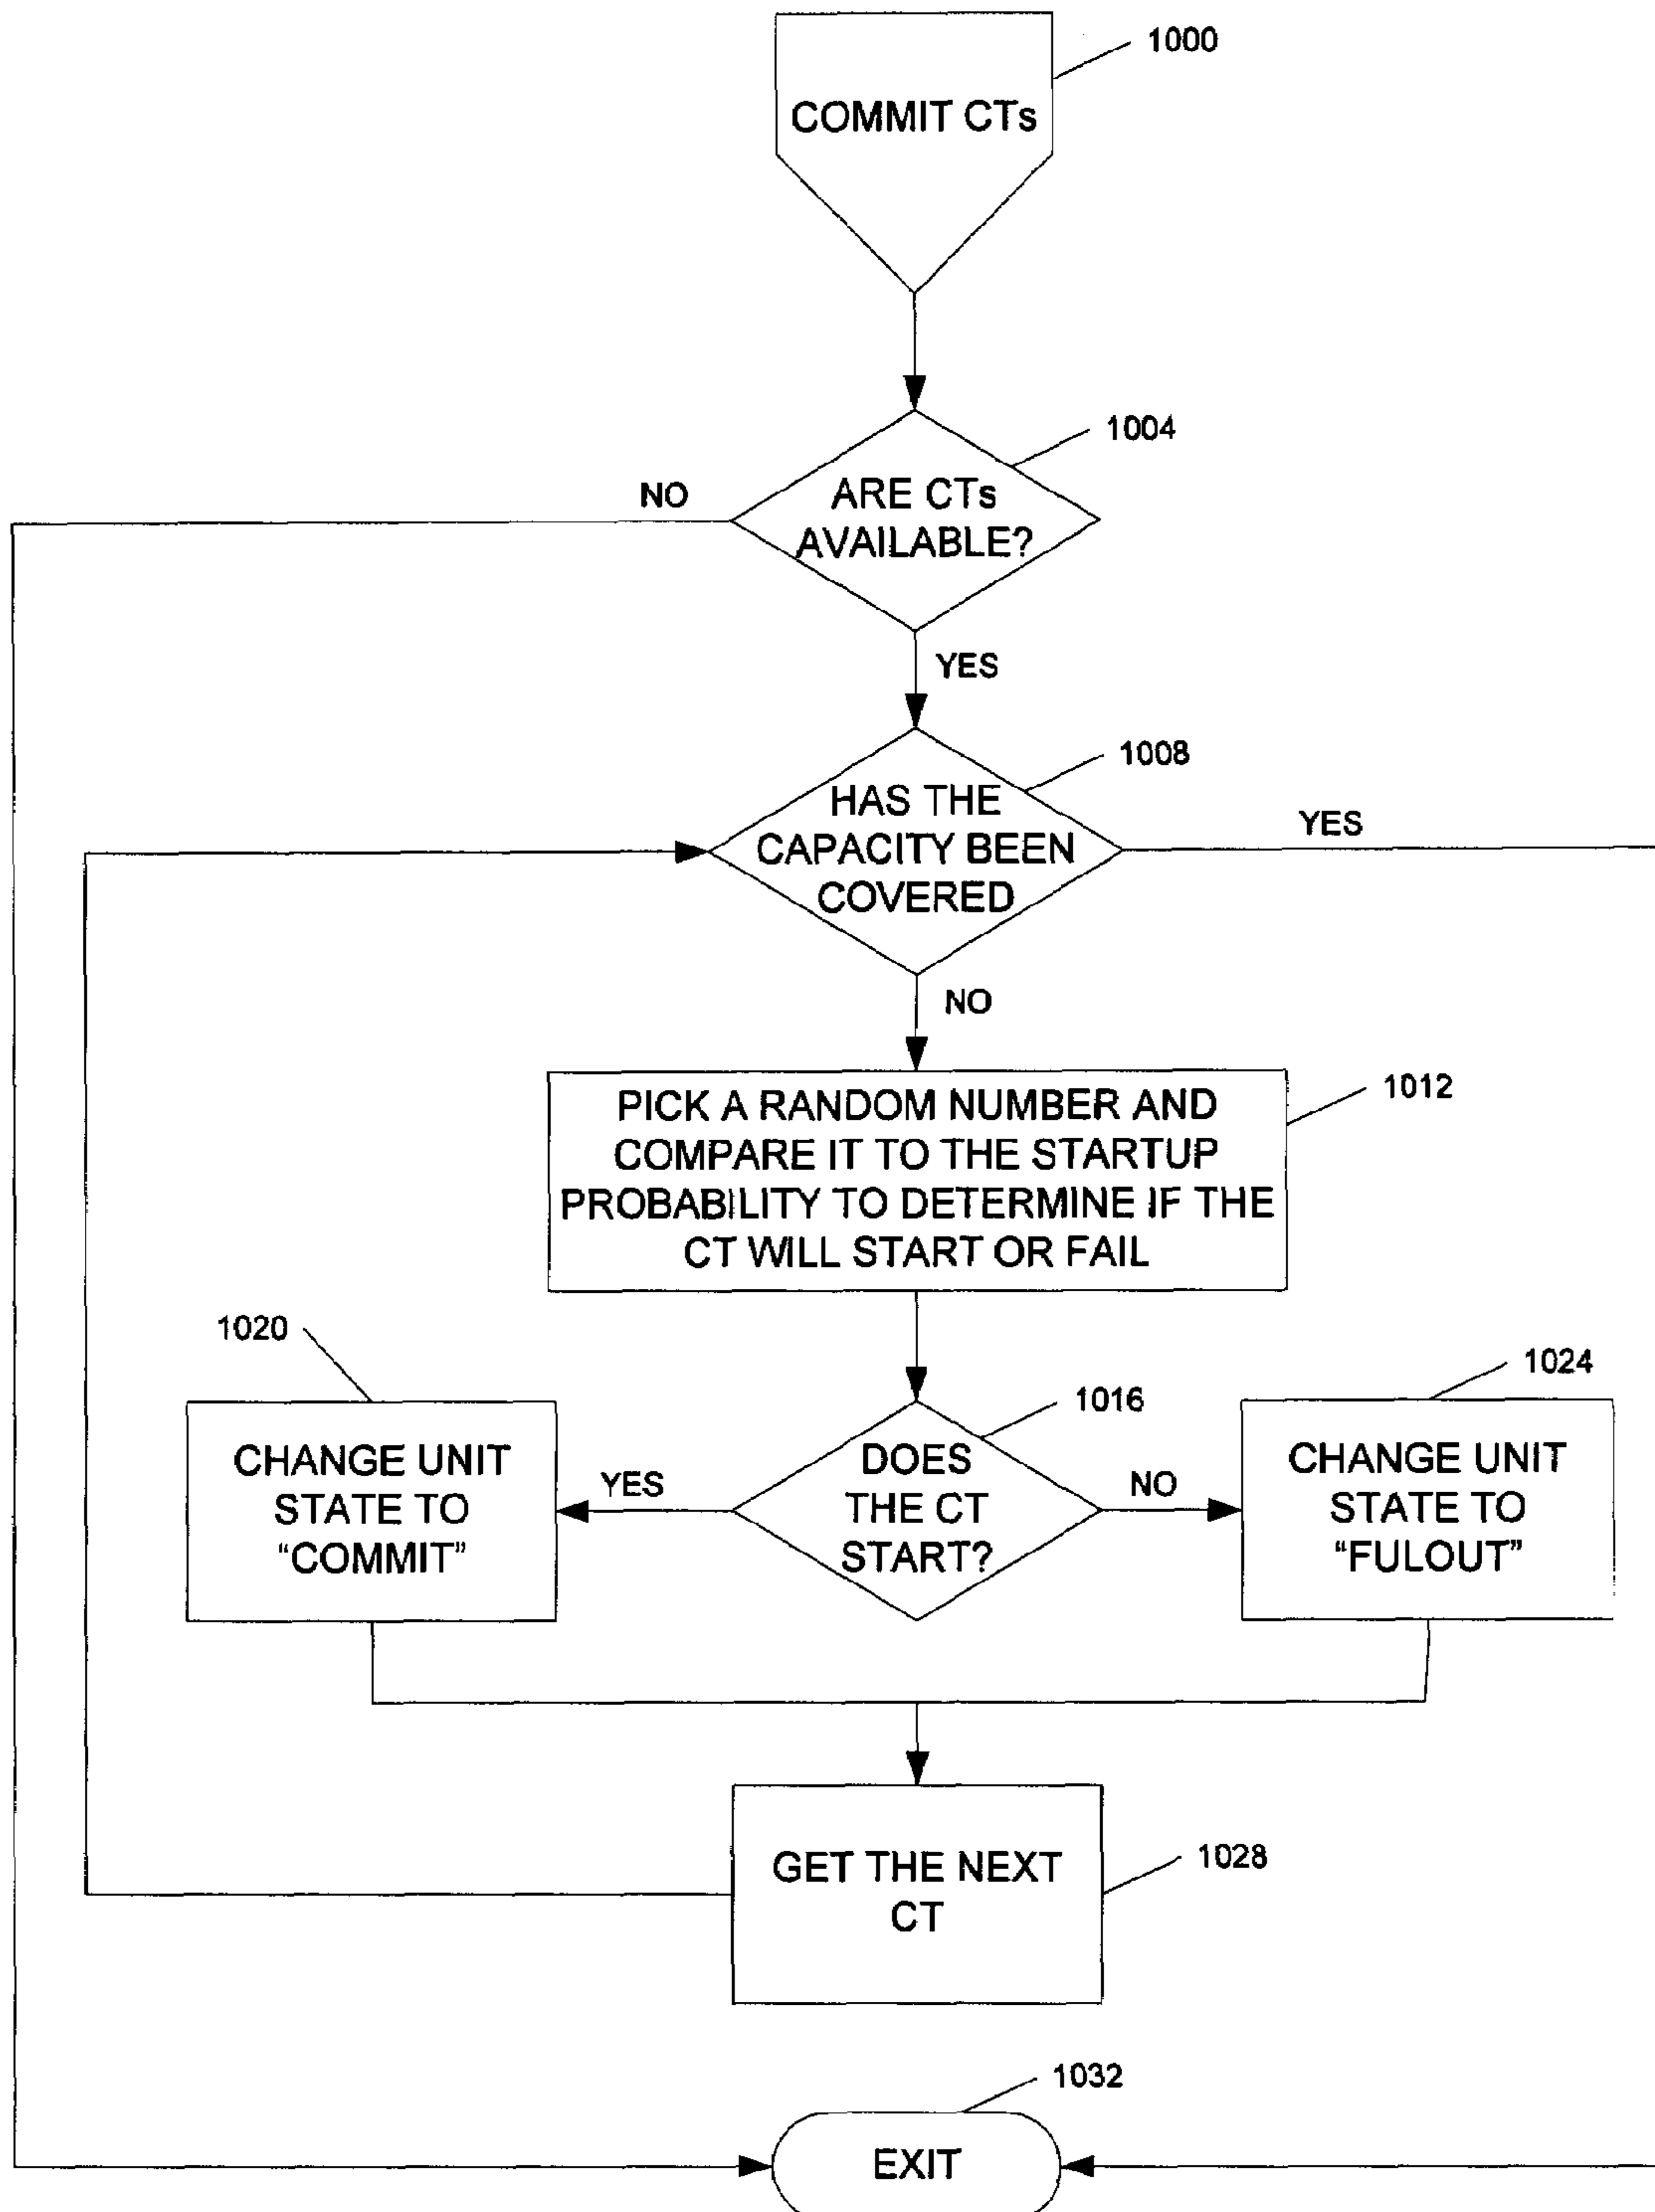 1000
COMMIT CTs
1004
NO
ARE CTs
AVAILABLE?
YES
1008
HAS THE
CAPACITY BEEN
COVERED
YES
NO
1012
PICK A RANDOM NUMBER AND
COMPARE IT TO THE STARTUP
PROBABILITY TO DETERMINE IF THE
CT WILL START OR FAIL
1020
1016
1024
CHANGE UNIT
STATE TO
“COMMIT”
YES
DOES
THE CT
START?
NO
CHANGE UNIT
STATE TO
“FULOUT”
GET THE NEXT
CT
1028
1032
EXIT